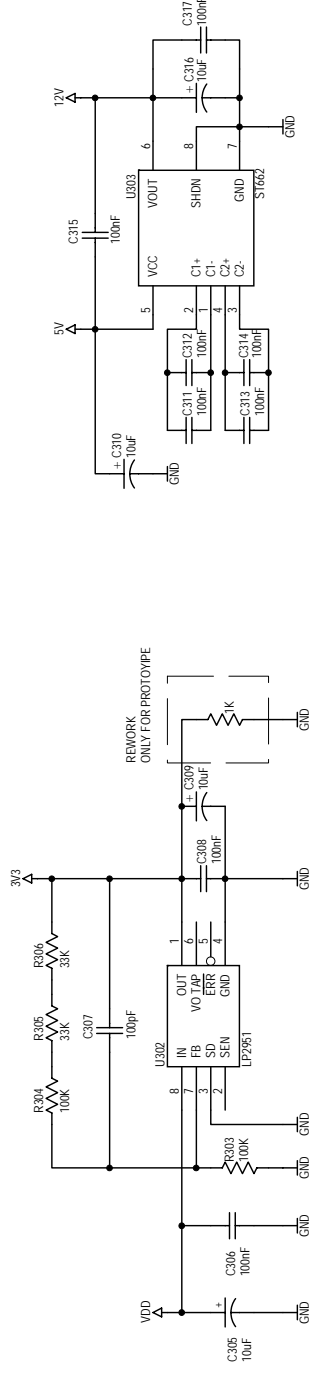 VDD
C305
10uF
GND
C306
100nF
GND
R303
100K
GND
GND
R304
100K
R305
33K
R306
33K
C307
100pF
3V3
U302
8
IN
OUT
1
7
FB
VO TAP
6
3
SD
ERR
5
2
SEN
GND
4
LP2951
C308
100nF
+ C309
10uF
GND
REWORK
ONLY FOR PROTOYIPE
1K
GND
+ C310
10uF
GND
5V
C315
100nF
12V
U303
5
VCC
VOUT
6
2
C1+
SHDN
8
1
C1-
4
C2+
3
C2-
GND
7
ST662
C311
100nF
C312
100nF
C313
100nF
C314
100nF
+ C316
10uF
C317
100nF
GND